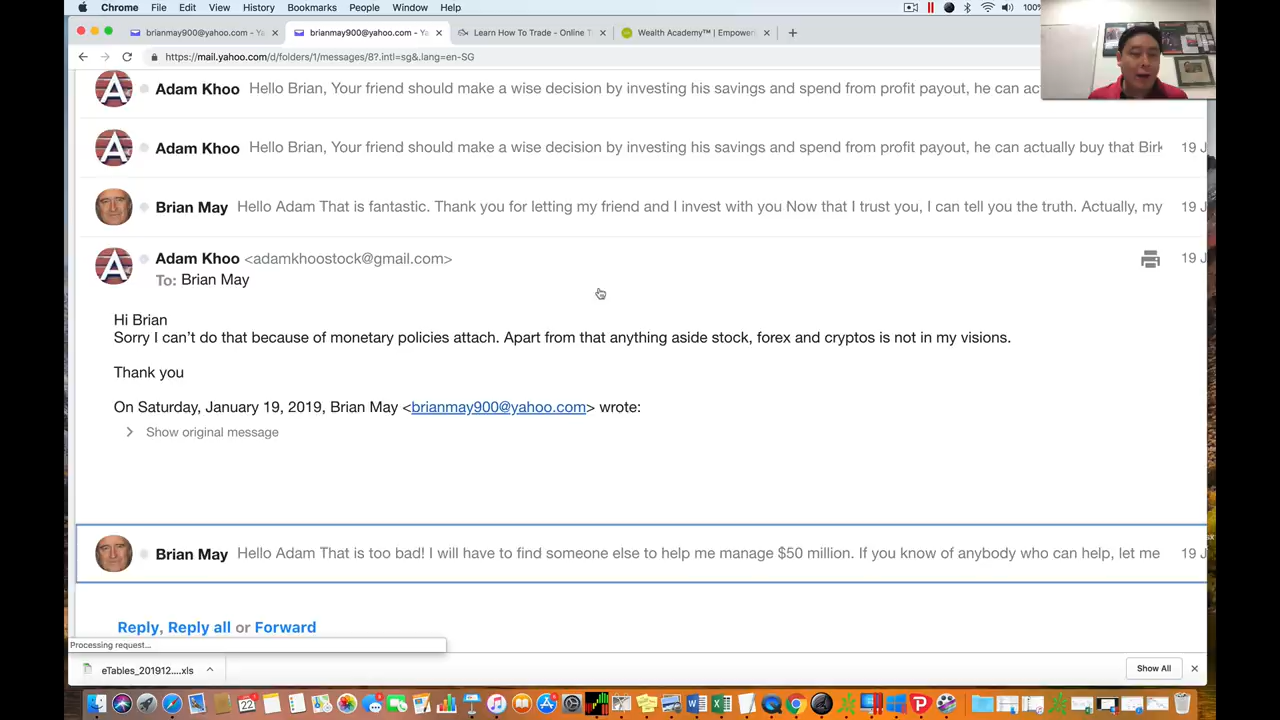 Chrome File Edit View History Bookmarks People Window Help 100%
brianmay900@yahoo.com - Ya × brianmay900@yahoo.com - Ya × Learn How To Trade - Online T × Wealth Academy™ | Empower ×
https://mail.yahoo.com/d/folders/1/messages/8?.intl=sg&.lang=en-SG
Adam Khoo Hello Brian, Your friend should make a wise decision by investing his savings and spend from profit payout, he can ac
Adam Khoo Hello Brian, Your friend should make a wise decision by investing his savings and spend from profit payout, he can actually buy that Birk 19 J
Brian May Hello Adam That is fantastic. Thank you for letting my friend and I invest with you Now that I trust you, I can tell you the truth. Actually, my 19 J
Adam Khoo <adamkhoostock@gmail.com> 19 J
To: Brian May
Hi Brian
Sorry I can't do that because of monetary policies attach. Apart from that anything aside stock, forex and cryptos is not in my visions.
Thank you
On Saturday, January 19, 2019, Brian May <brianmay900@yahoo.com> wrote:
Show original message
Brian May Hello Adam That is too bad! I will have to find someone else to help me manage $50 million. If you know of anybody who can help, let me 19 J
Reply, Reply all or Forward
Processing request...
eTables_201912....xls Show All